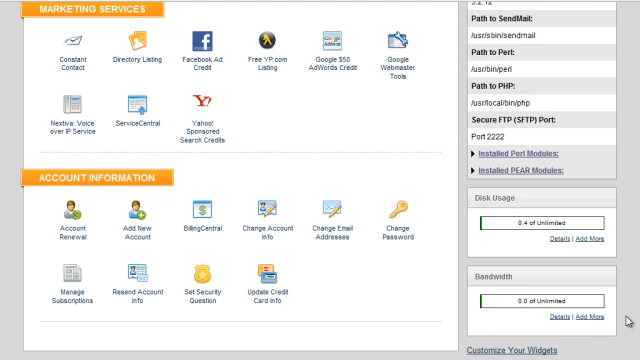 MARKETING SERVICES
Constant
Contact
Directory Listing
Facebook Ad
Credit
Free YP.com
Listing
Google $50
AdWords Credit
Google
Webmaster
Tools
Nextiva: Voice
over IP Service
ServiceCentral
Yahoo!
Sponsored
Search Credits
ACCOUNT INFORMATION
Account
Renewal
Add New
Account
BillingCentral
Change Account
Info
Change Email
Addresses
Change
Password
Manage
Subscriptions
Resend Account
Info
Set Security
Question
Update Credit
Card Info
Path to SendMail:
/usr/sbin/sendmail
Path to Perl:
/usr/bin/perl
Path to PHP:
/usr/local/bin/php
Secure FTP (SFTP) Port:
Port 2222
Installed Perl Modules:
Installed PEAR Modules:
Disk Usage
0.4 of Unlimited
Details | Add More
Bandwidth
0.0 of Unlimited
Details | Add More
Customize Your Widgets